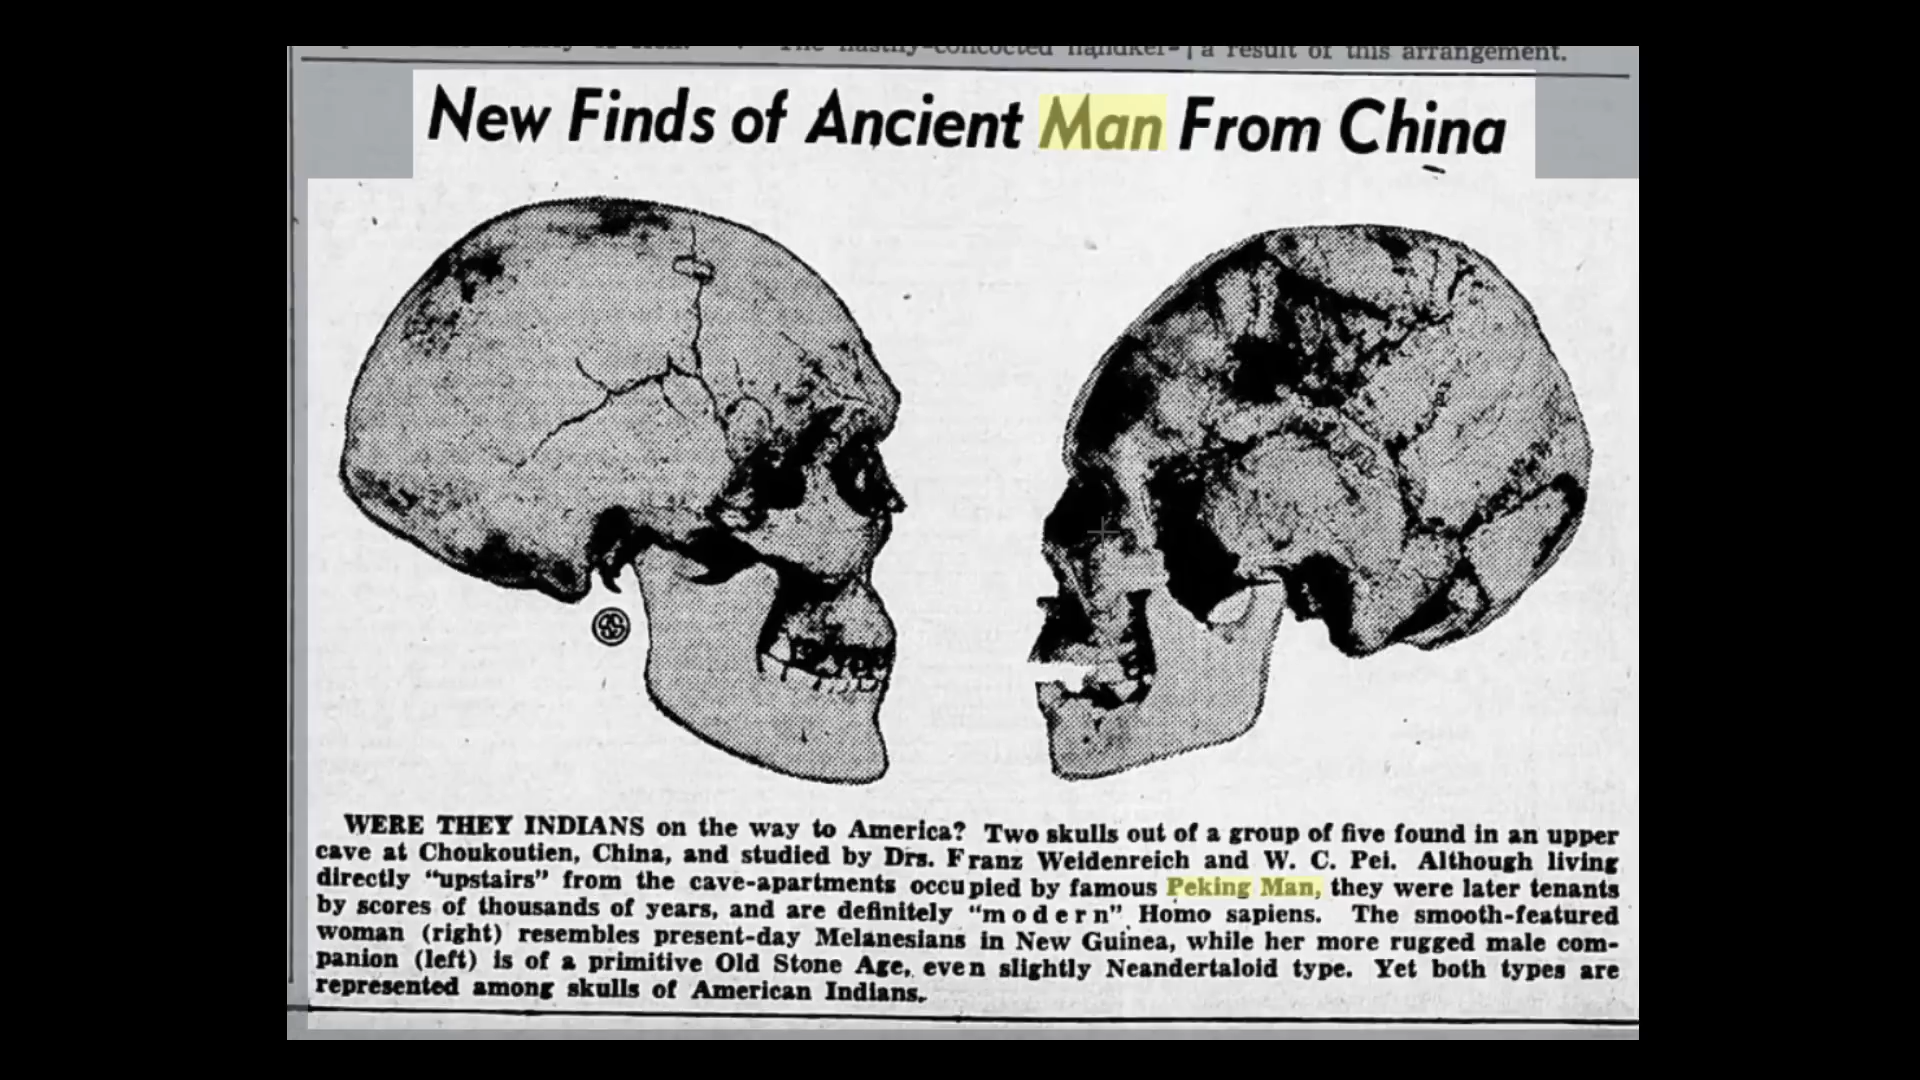 a result of this arrangement.
New Finds of Ancient Man From China
WERE THEY INDIANS on the way to America? Two skulls out of a group of five found in an upper
cave at Choukoutien, China, and studied by Drs. Franz Weidenreich and W. C. Pei. Although living
directly "upstairs" from the cave-apartments occupied by famous Peking Man, they were later tenants
by scores of thousands of years, and are definitely "modern" Homo sapiens. The smooth-featured
woman (right) resembles present-day Melanesians in New Guinea, while her more rugged male com-
panion (left) is of a primitive Old Stone Age, even slightly Neandertaloid type. Yet both types are
represented among skulls of American Indians.